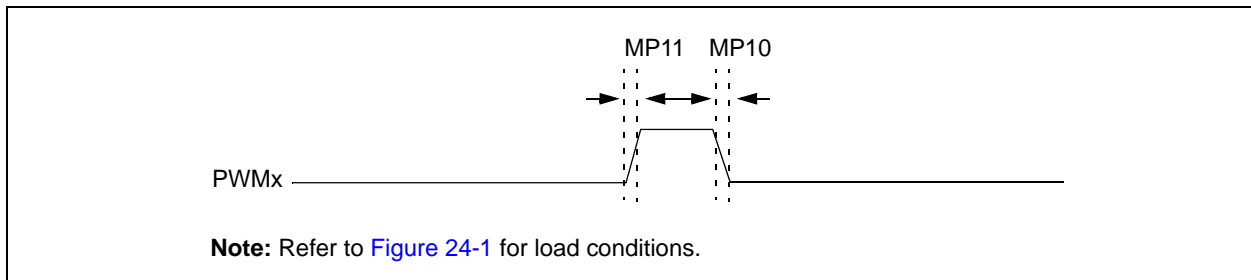 MP11 MP10
PWMx
Note: Refer to Figure 24-1 for load conditions.